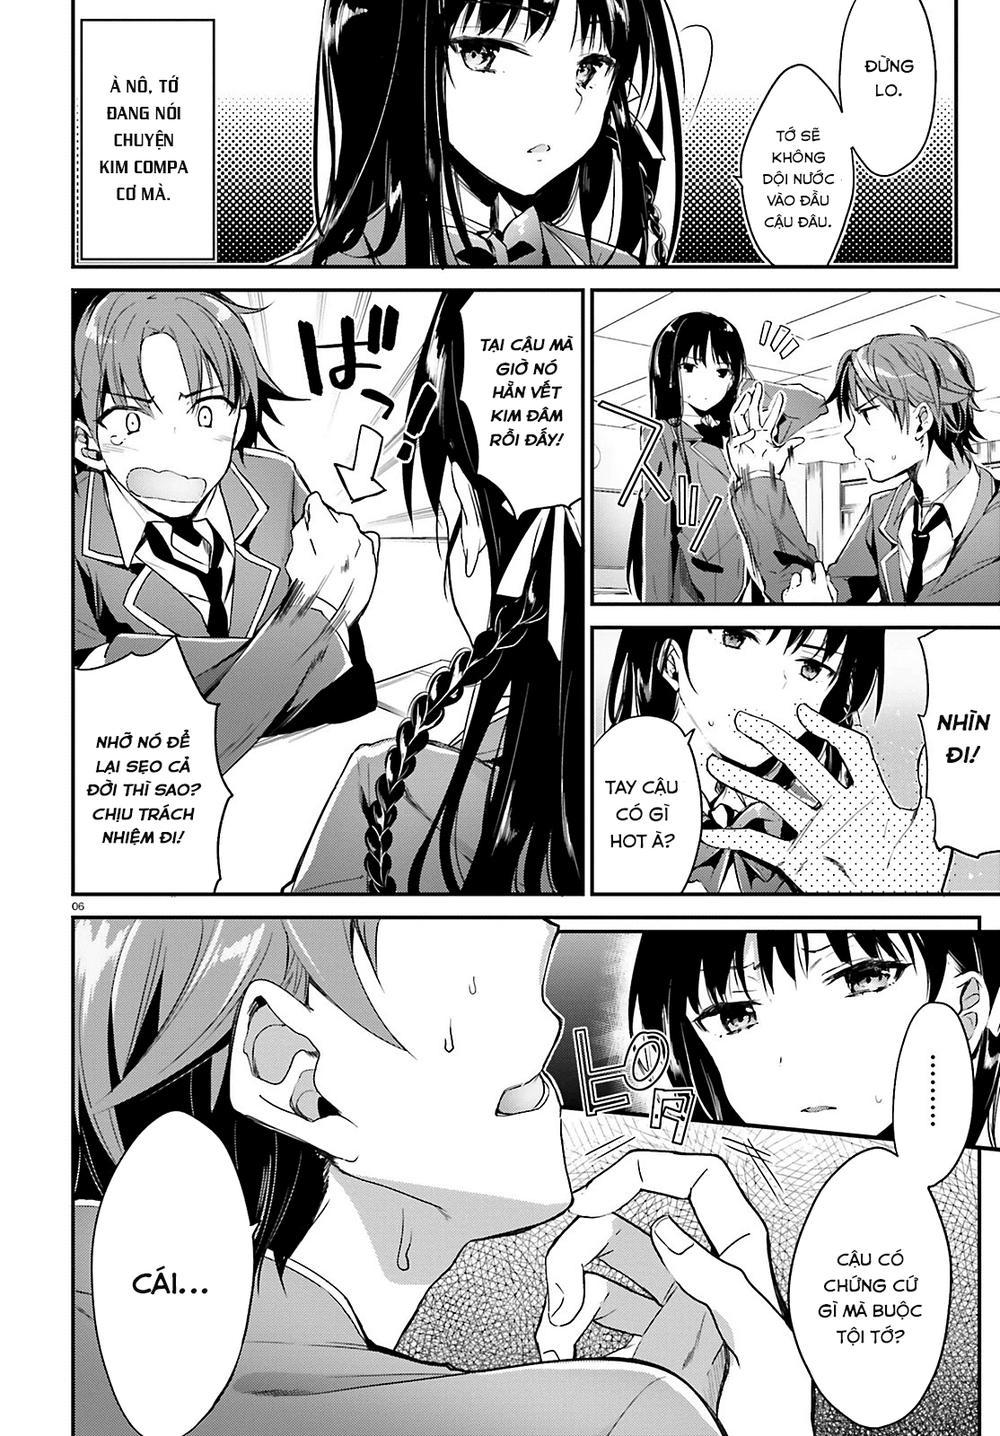 ĐỪNG
LO.
TỚ SẼ
KHÔNG
DỘI NƯỚC
VÀO ĐẦU
CẬU ĐÂU.
À NÔ, TỚ
ĐANG NÓI
CHUYỆN
KIM COMPA
CƠ MÀ.
ズイッ
TẠI CẬU MÀ
GIỜ NÓ
HẰN VẾT
KIM ĐÂM
RỒI ĐẤY!
ばっ
NHỠ NÓ ĐỂ
LẠI SẸO CẢ
ĐỜI THÌ SAO?
CHỊU TRÁCH
NHIỆM ĐI!
NHÌN
ĐI!
TAY CẬU
CÓ GÌ
HOT À?
06
.......
ピクッ
CẬU CÓ
CHỨNG CỨ
GÌ MÀ BUỘC
TỘI TỚ?
CÁI...